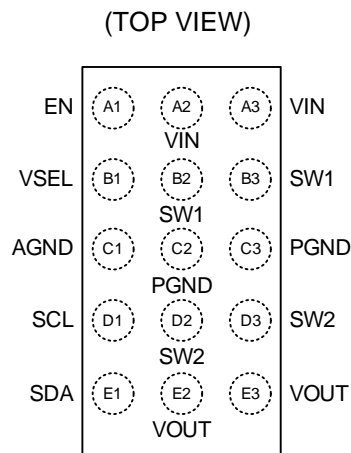 (TOP VIEW)
EN A1 A2 A3 VIN
VIN
VSEL B1 B2 B3 SW1
SW1
AGND C1 C2 C3 PGND
PGND
SCL D1 D2 D3 SW2
SW2
SDA E1 E2 E3 VOUT
VOUT